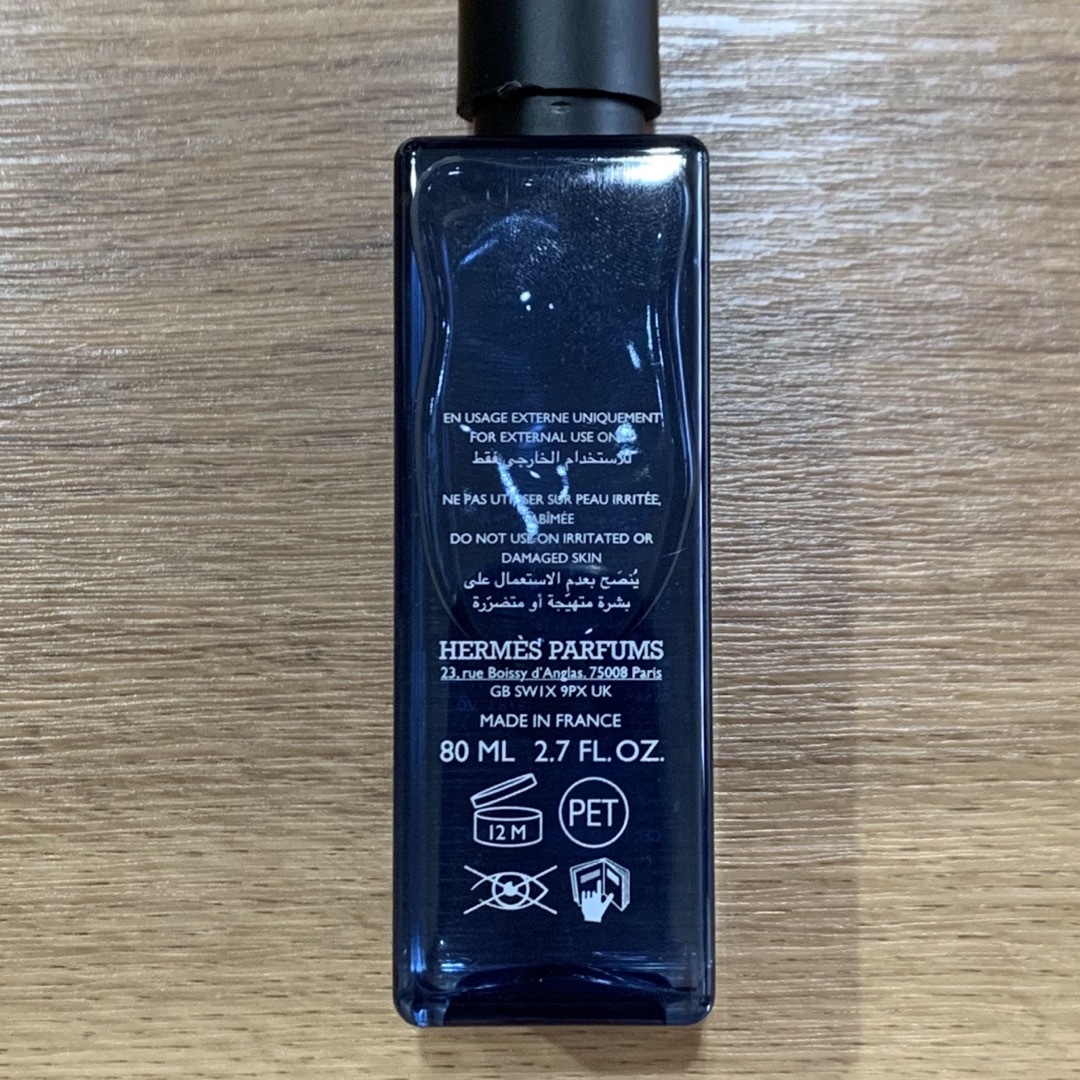 EN USAGE EXTERNE UNIQUEMENT
FOR EXTERNAL USE ONLY
للاستخدام الخارجي فقط
NE PAS UTILISER SUR PEAU IRRITÉE,
ABÎMÉE
DO NOT USE ON IRRITATED OR
DAMAGED SKIN
يُنصَح بعدم الاستعمال على
بشرة متهيّجة أو متضرّرة
HERMÈS PARFUMS
23, rue Boissy d'Anglas. 75008 Paris
GB SW1X 9PX UK
MADE IN FRANCE
80 ML 2.7 FL. OZ.
12 M
PET